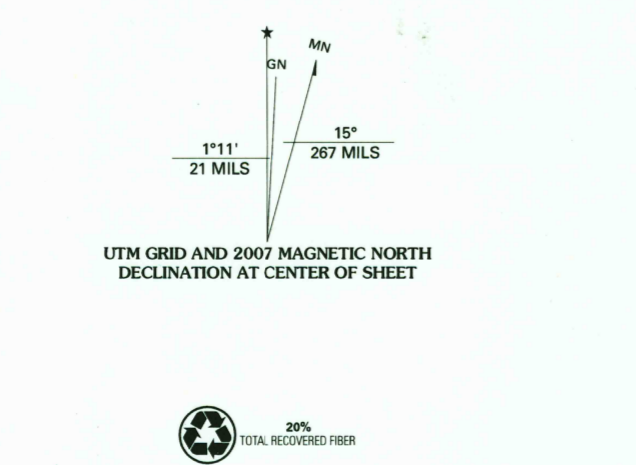 MN
GN
1°11'
21 MILS
15°
267 MILS
UTM GRID AND 2007 MAGNETIC NORTH
DECLINATION AT CENTER OF SHEET
20%
TOTAL RECOVERED FIBER